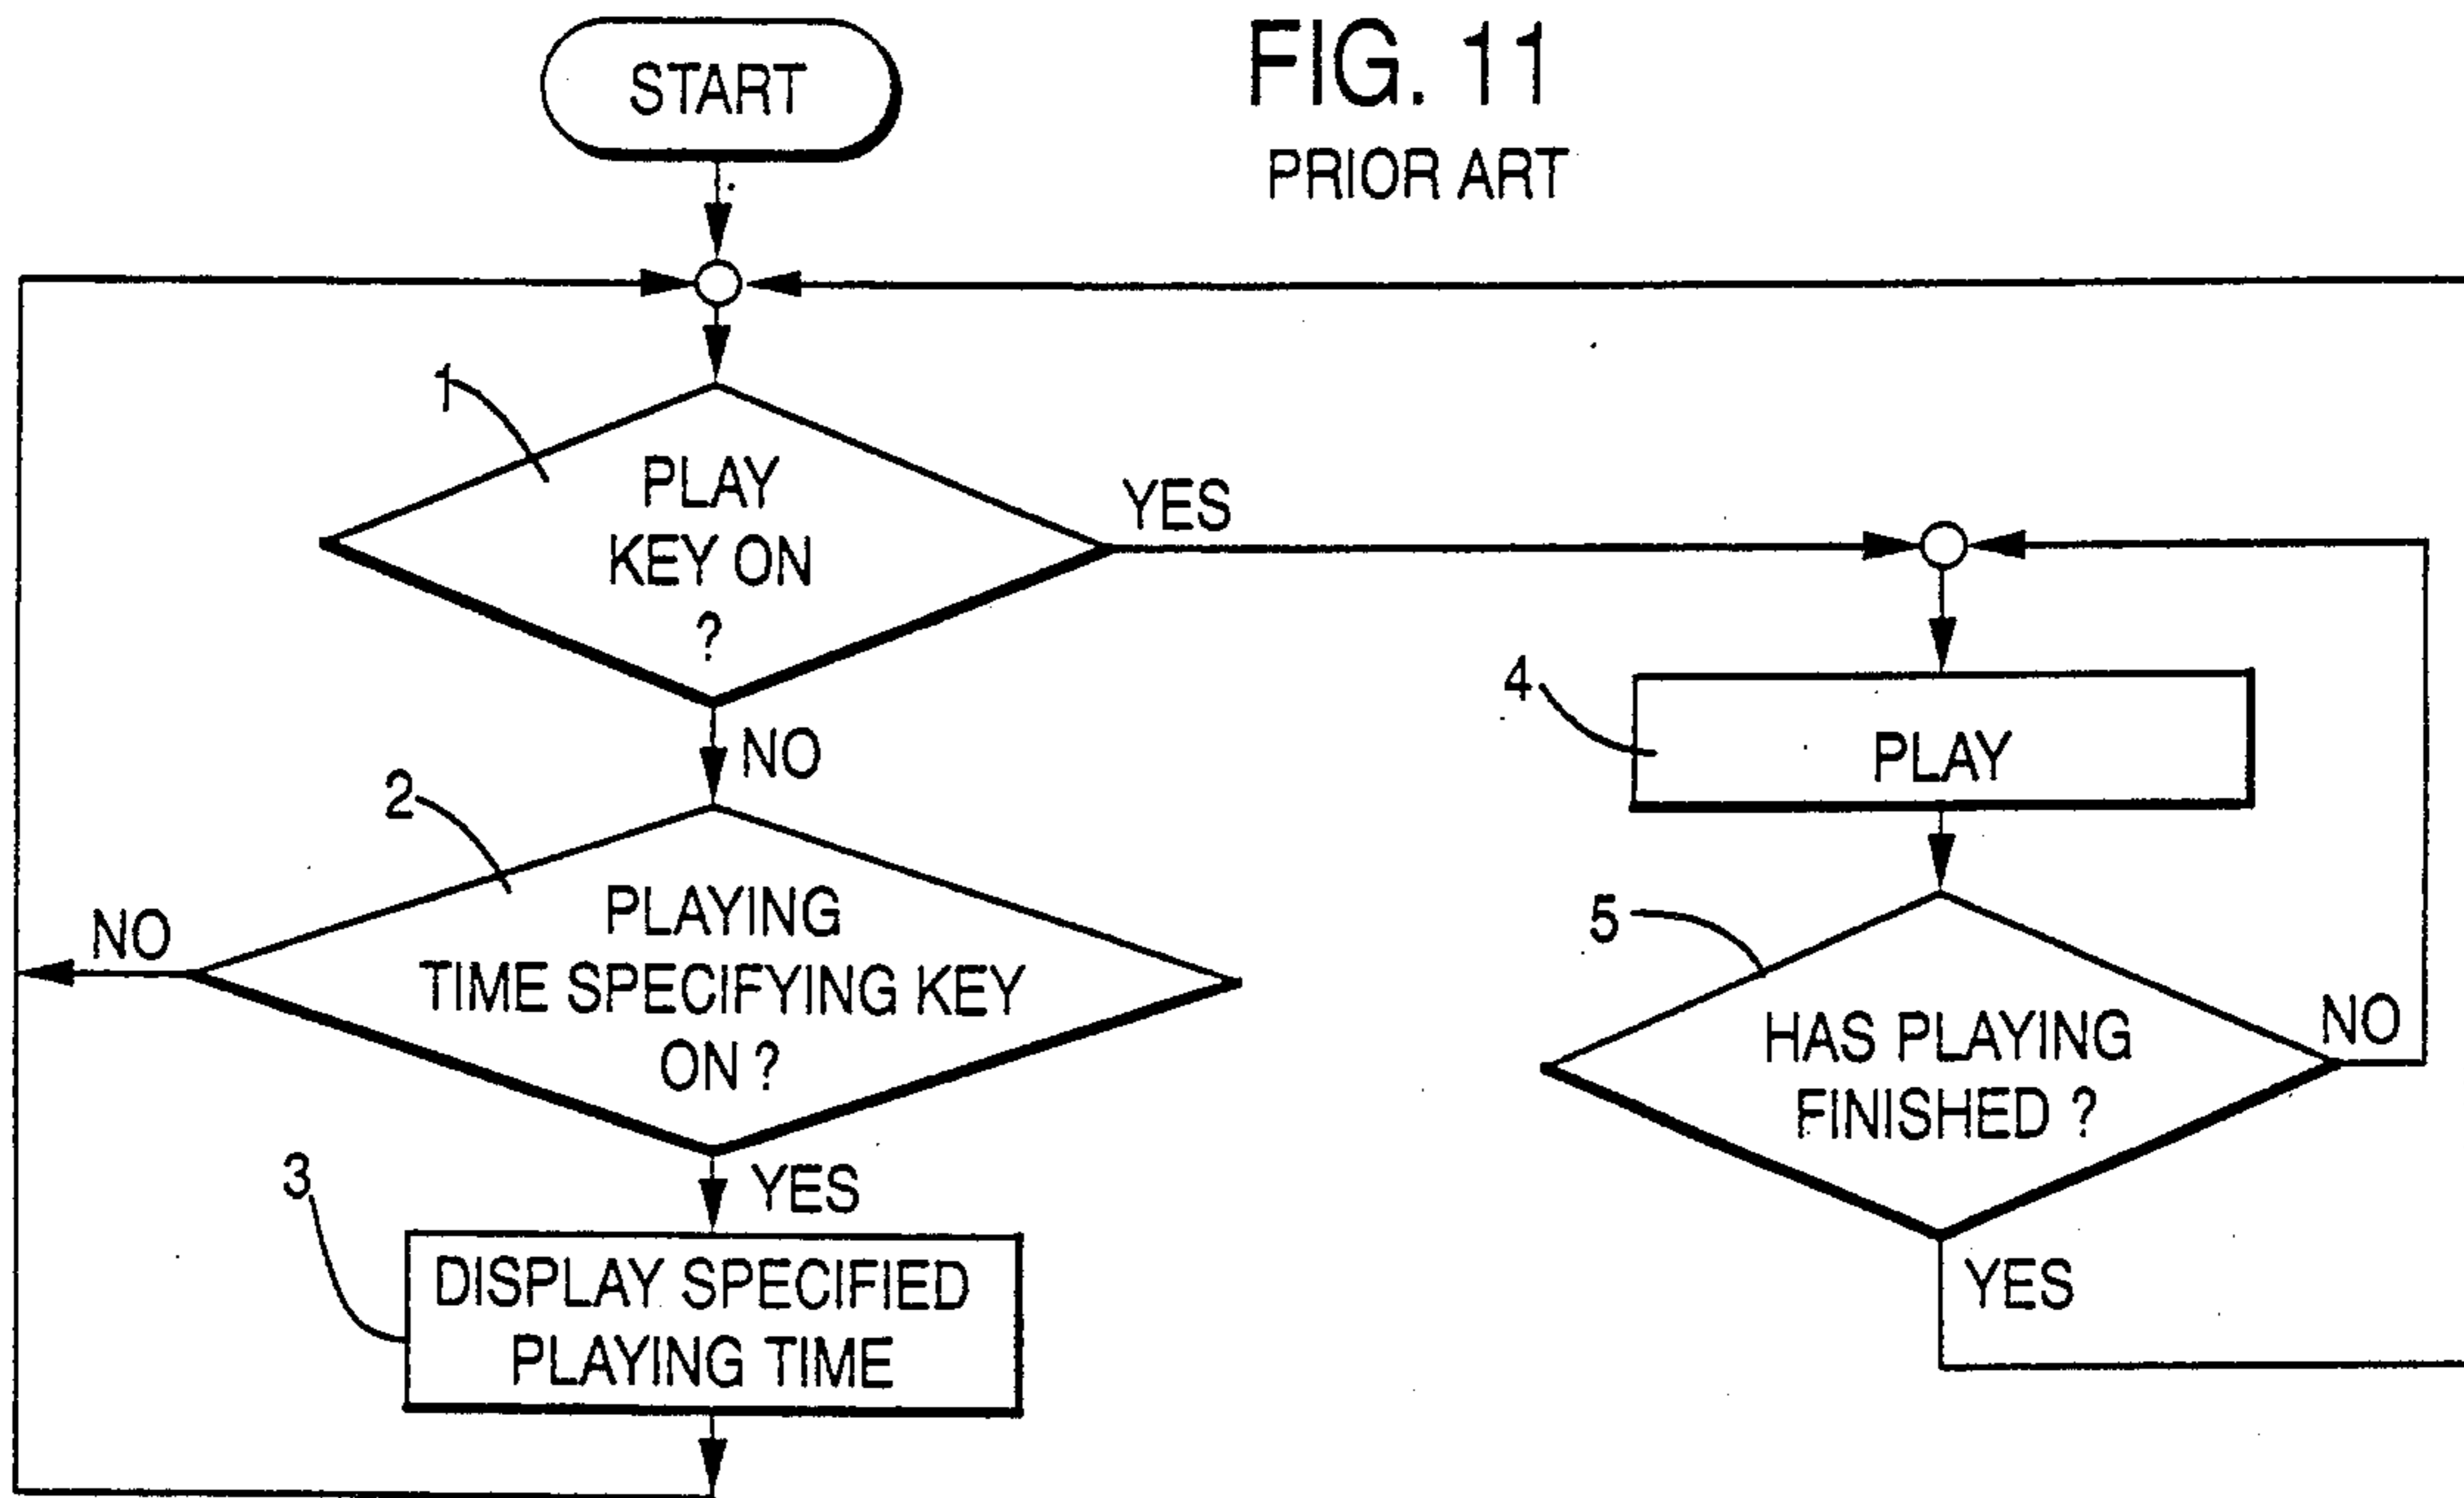 START
FIG. 11
PRIOR ART
1
PLAY
KEY ON
?
YES
NO
2
PLAYING
TIME SPECIFYING KEY
ON ?
NO
YES
3
DISPLAY SPECIFIED
PLAYING TIME
4
PLAY
5
HAS PLAYING
FINISHED ?
NO
YES